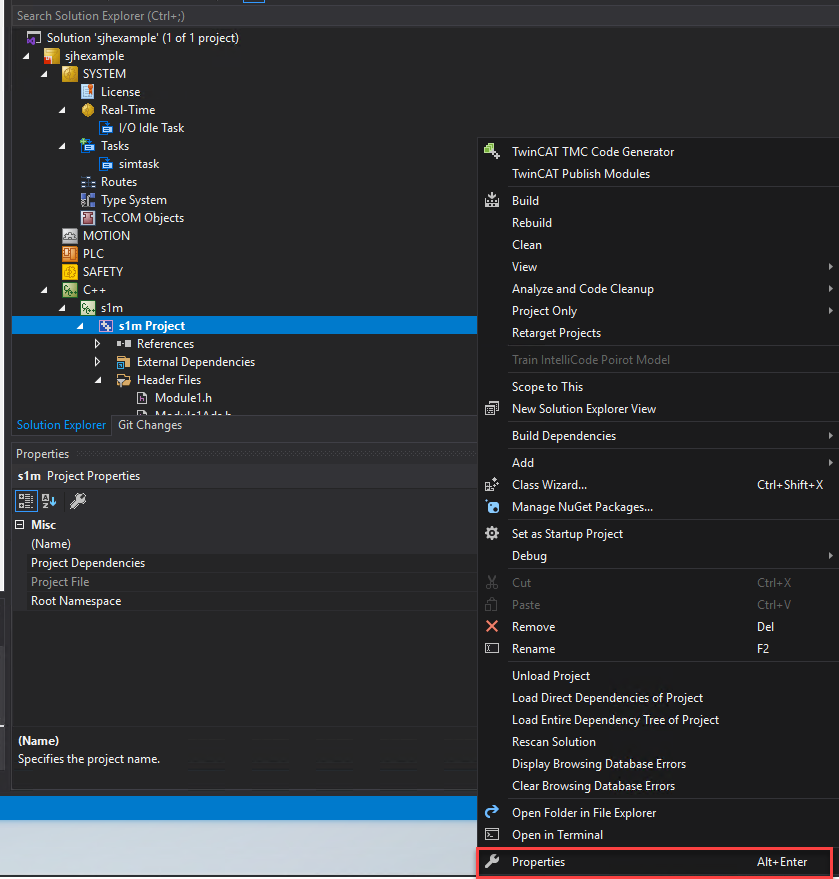 Search Solution Explorer (Ctrl+;)
Solution 'sjhexample' (1 of 1 project)
sjhexample
SYSTEM
License
Real-Time
I/O Idle Task
Tasks
simtask
Routes
Type System
TcCOM Objects
MOTION
PLC
SAFETY
C++
s1m
s1m Project
References
External Dependencies
Header Files
Module1.h
Solution Explorer
Git Changes
Properties
s1m Project Properties
Misc
(Name)
Project Dependencies
Project File
Root Namespace
(Name)
Specifies the project name.
TwinCAT TMC Code Generator
TwinCAT Publish Modules
Build
Rebuild
Clean
View
Analyze and Code Cleanup
Project Only
Retarget Projects
Train IntelliCode Poirot Model
Scope to This
New Solution Explorer View
Build Dependencies
Add
Class Wizard... Ctrl+Shift+X
Manage NuGet Packages...
Set as Startup Project
Debug
Cut Ctrl+X
Paste Ctrl+V
Remove Del
Rename F2
Unload Project
Load Direct Dependencies of Project
Load Entire Dependency Tree of Project
Rescan Solution
Display Browsing Database Errors
Clear Browsing Database Errors
Open Folder in File Explorer
Open in Terminal
Properties Alt+Enter